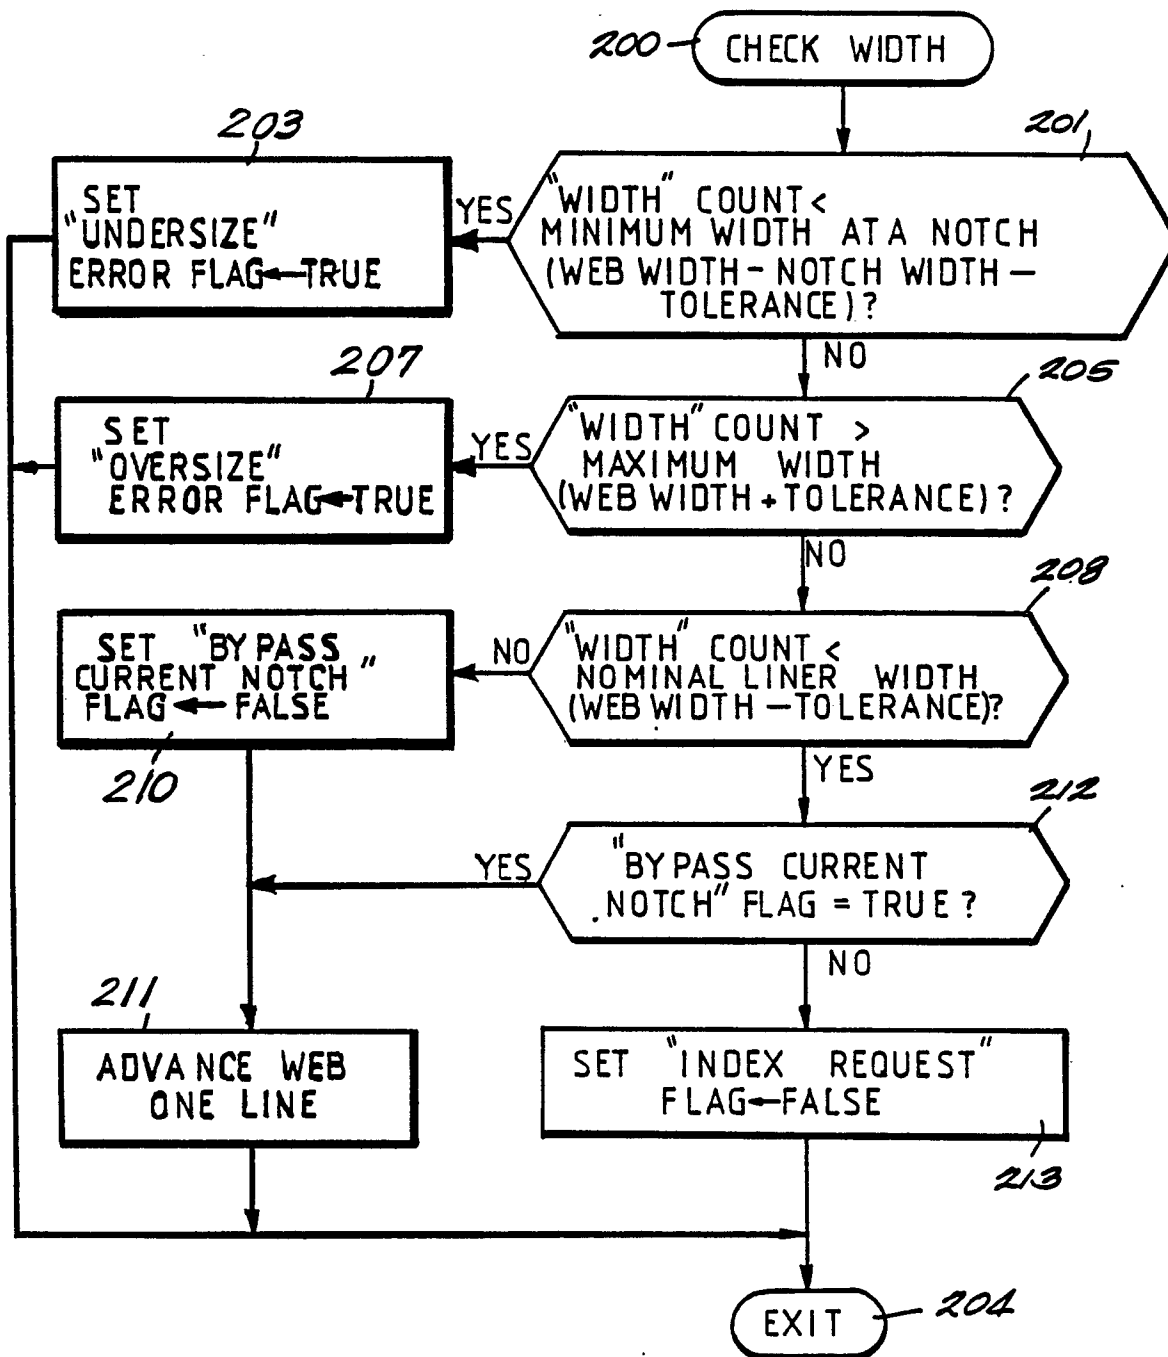 200
CHECK WIDTH
203
201
SET
"UNDERSIZE"
ERROR FLAG←TRUE
YES
"WIDTH" COUNT <
MINIMUM WIDTH AT A NOTCH
(WEB WIDTH - NOTCH WIDTH —
TOLERANCE) ?
NO
207
205
SET
"OVERSIZE"
ERROR FLAG←TRUE
YES
"WIDTH" COUNT >
MAXIMUM WIDTH
(WEB WIDTH + TOLERANCE) ?
NO
208
SET "BYPASS
CURRENT NOTCH"
FLAG ← FALSE
210
NO
"WIDTH" COUNT <
NOMINAL LINER WIDTH
(WEB WIDTH — TOLERANCE)?
YES
212
YES
"BYPASS CURRENT
NOTCH" FLAG = TRUE ?
NO
211
ADVANCE WEB
ONE LINE
SET "INDEX REQUEST"
FLAG←FALSE
213
EXIT
204